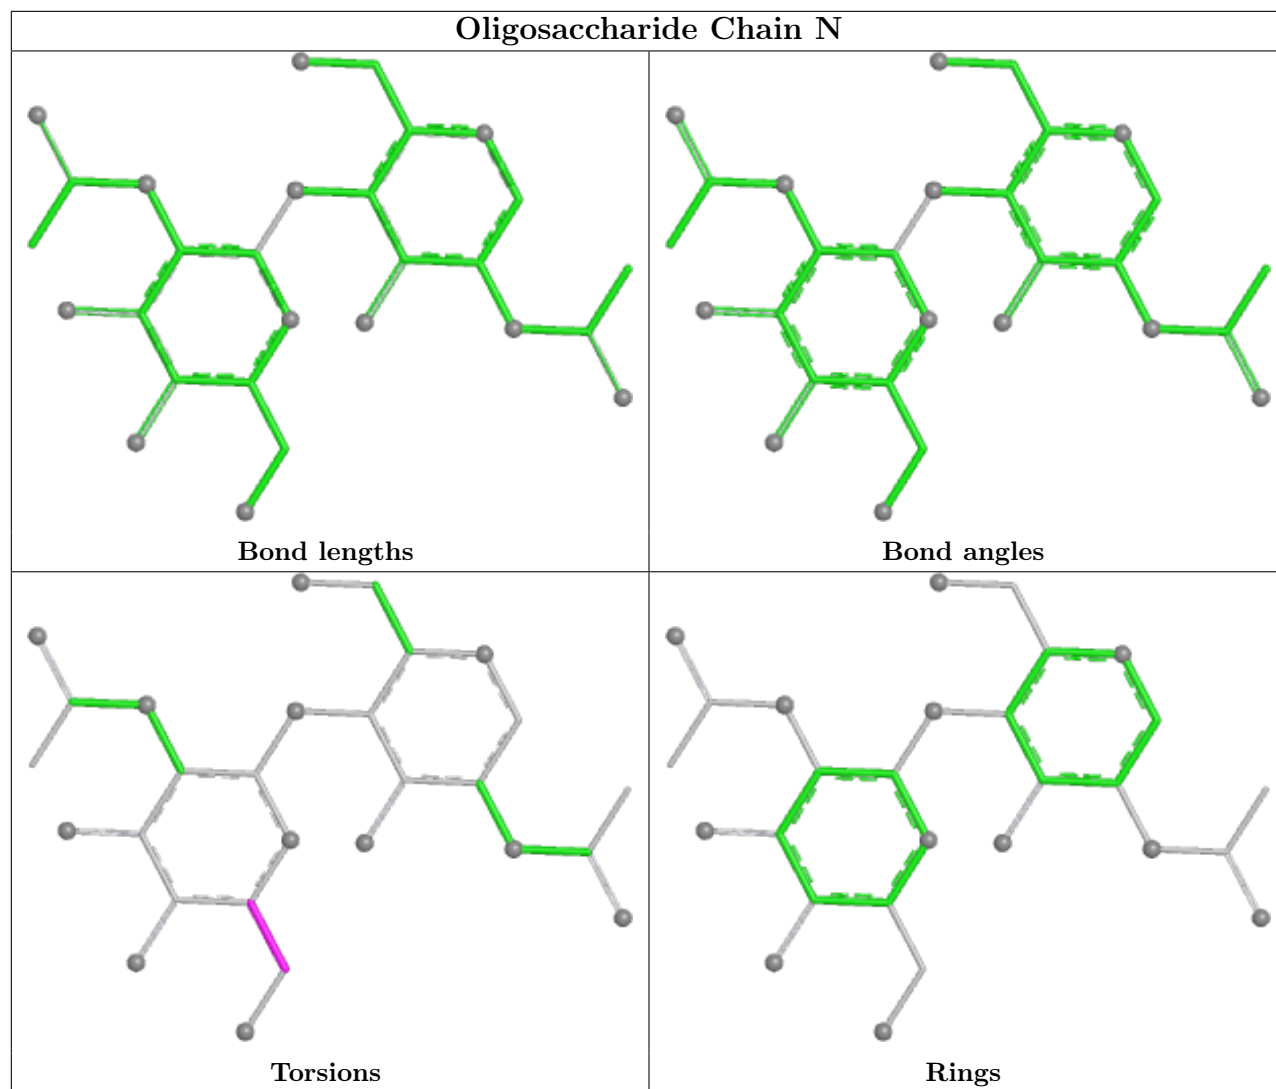 Oligosaccharide Chain N
Bond lengths
Bond angles
Torsions
Rings